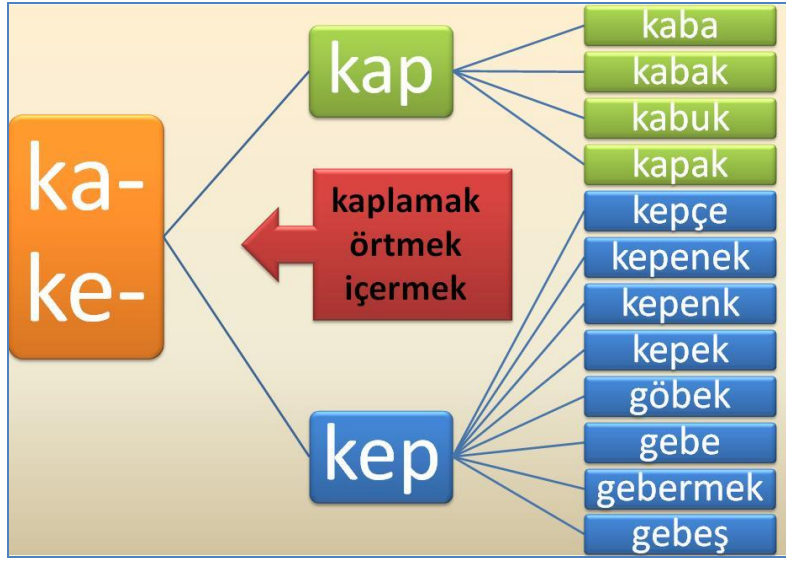 ka-
ke-
kap
kaplamak
örtmek
içermek
kep
kaba
kabak
kabuk
kapak
kepçe
kepenek
kepenk
kepek
göbek
gebe
gebermek
gebeş